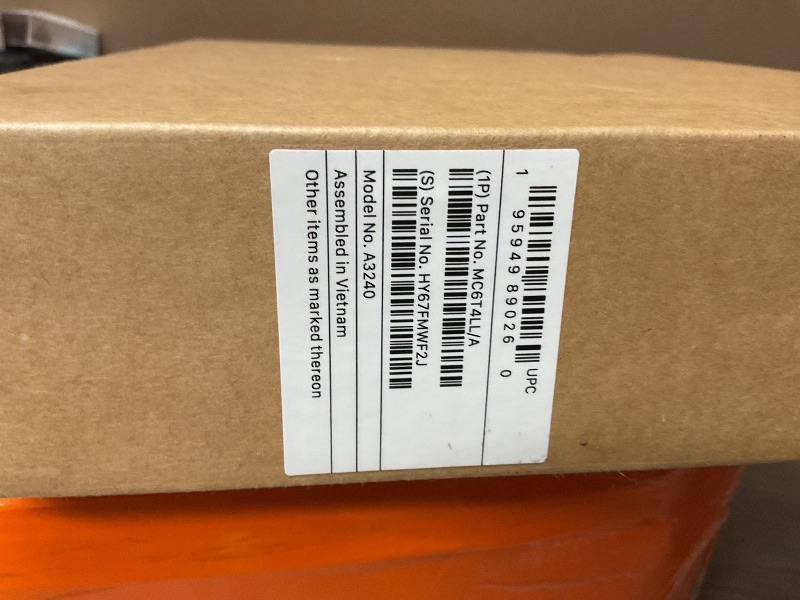 UPC
1 95949 89026 0
(1P) Part No. MC6T4LL/A
(S) Serial No. HY67FMWF2J
Model No. A3240
Assembled in Vietnam
Other items as marked thereon